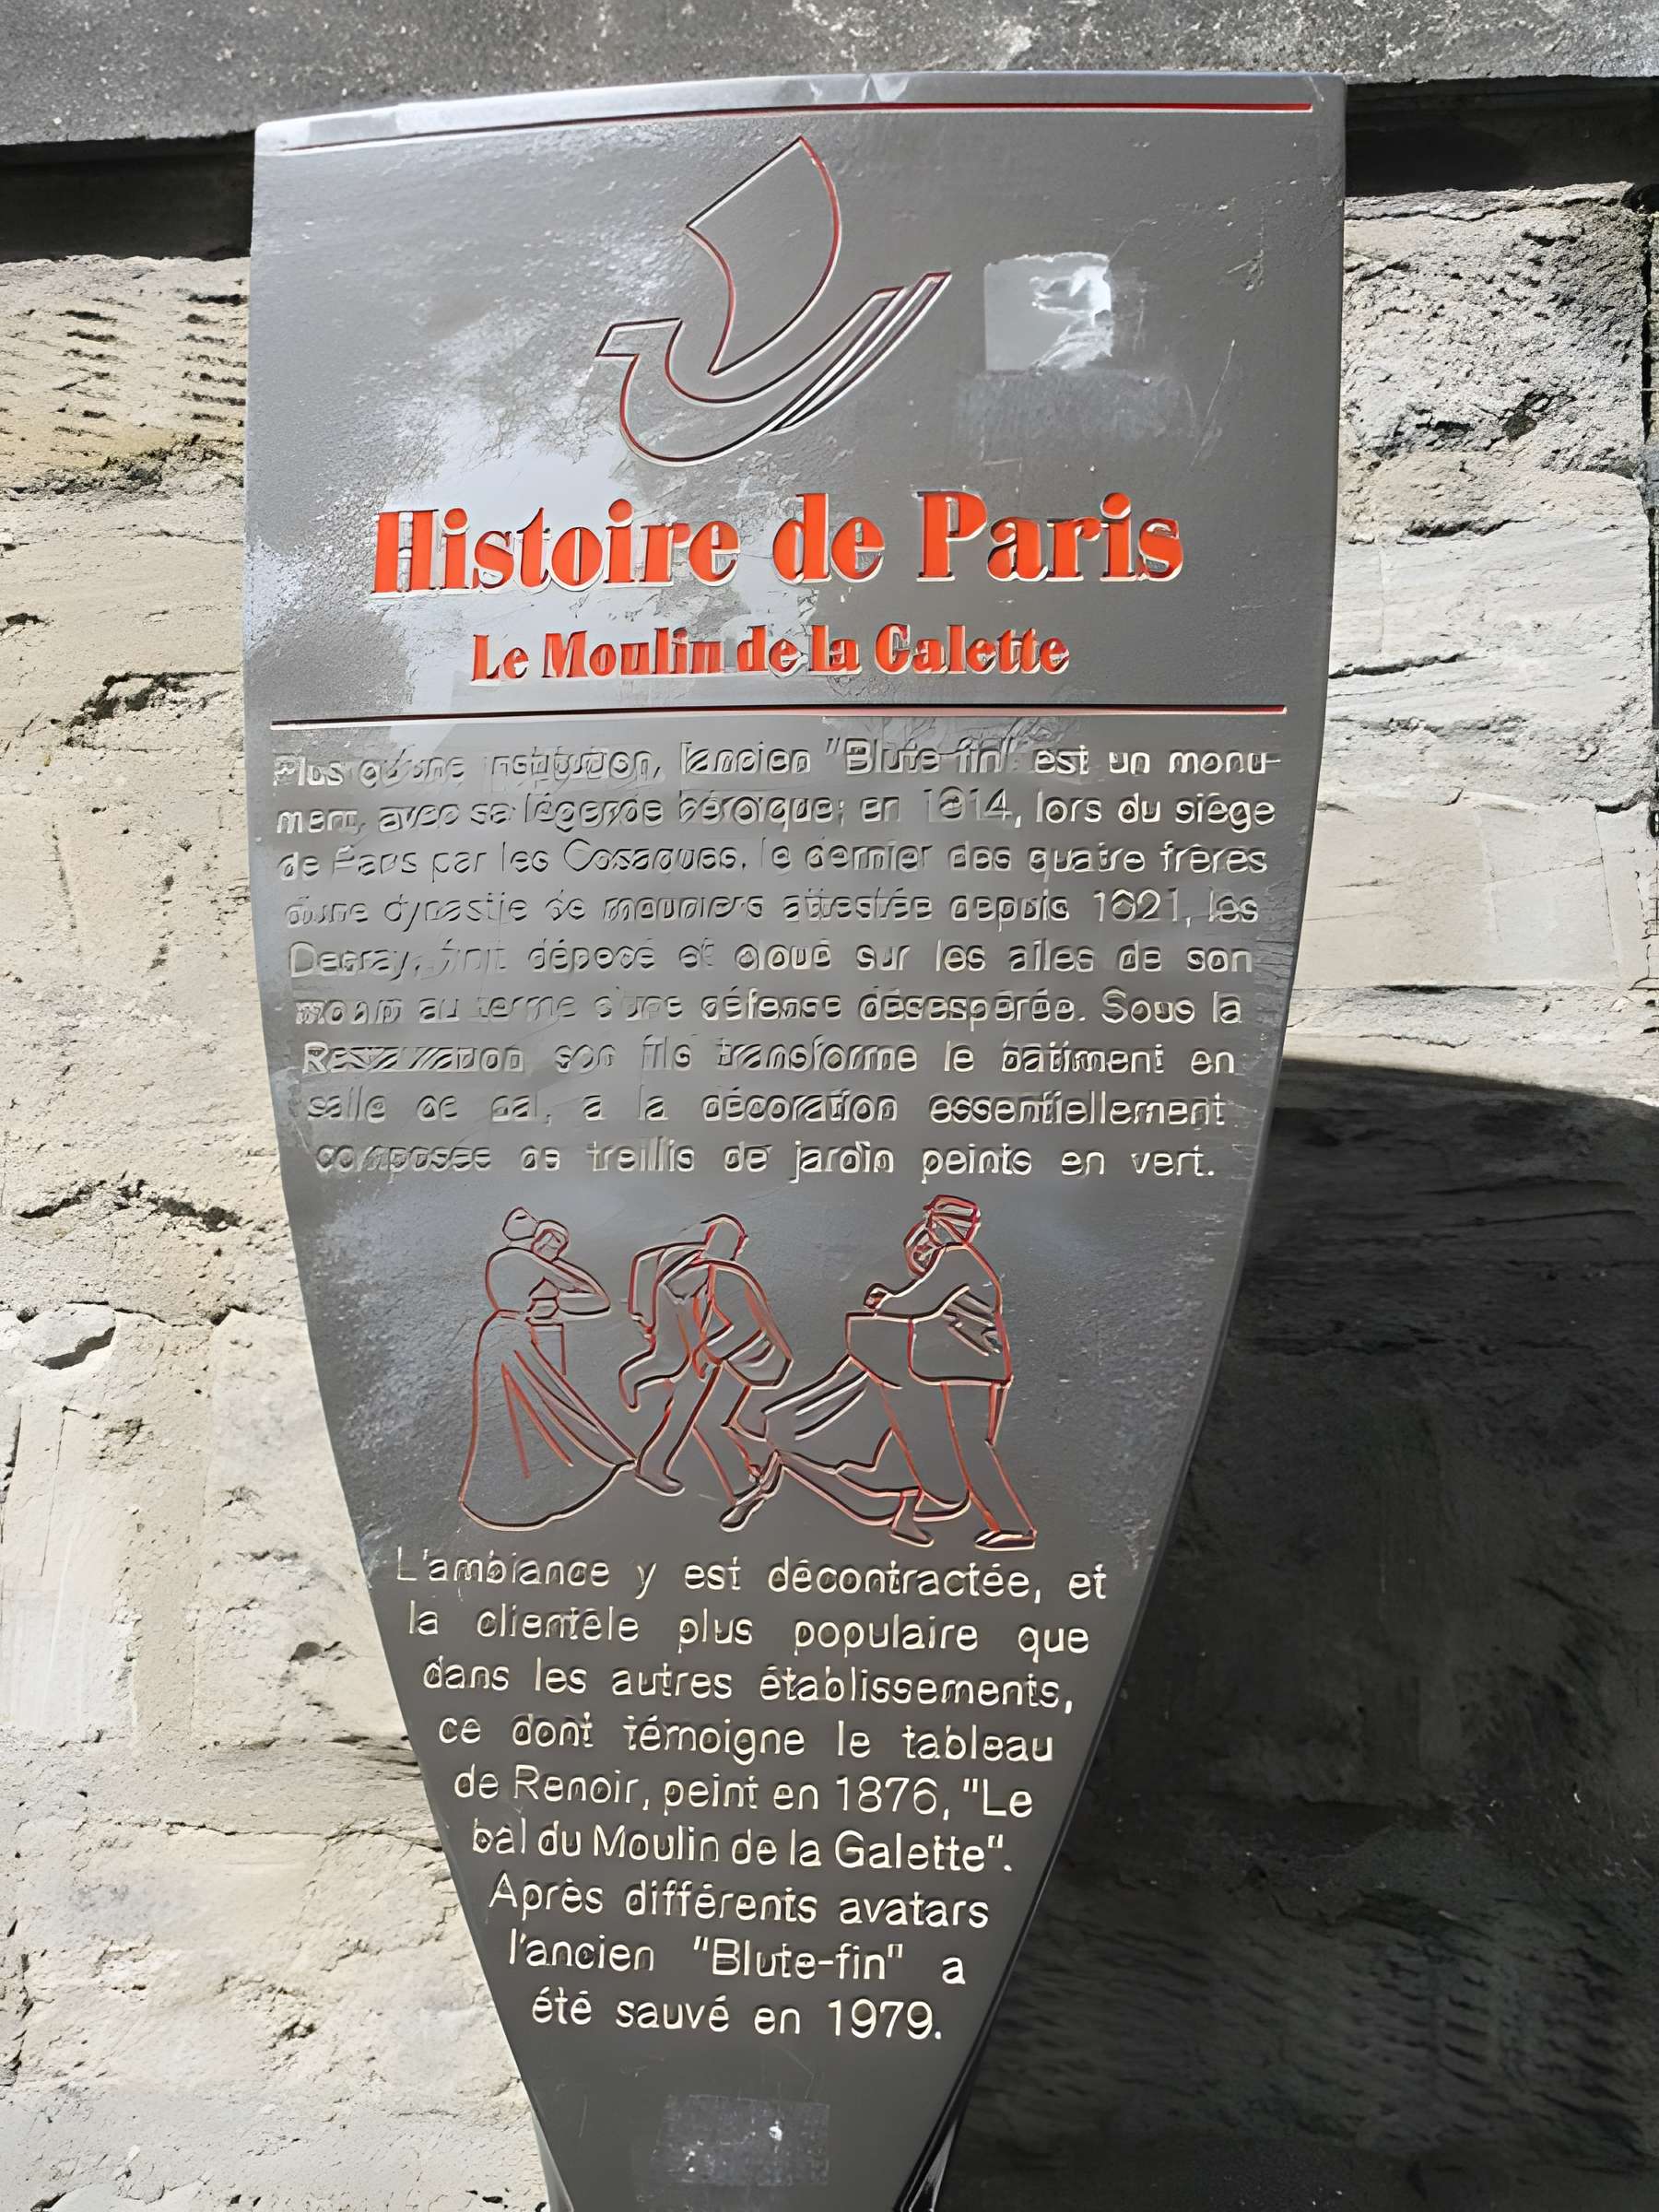 Histoire de Paris
Le Moulin de la Galette
Plus qu'une institution, l'ancien "Blute-fin" est un monu-
ment, avec sa légende héroïque; en 1814, lors du siège
de Paris par les Cosaques, le dernier des quatre frères
d'une dynastie de meuniers attestée depuis 1621, les
Debray, finit dépecé et cloué sur les ailes de son
moulin au terme d'une défense désespérée. Sous la
Restauration son fils transforme le bâtiment en
salle de bal, à la décoration essentiellement
composée de treillis de jardin peints en vert.
L'ambiance y est décontractée, et
la clientèle plus populaire que
dans les autres établissements,
ce dont témoigne le tableau
de Renoir, peint en 1876, "Le
bal du Moulin de la Galette".
Après différents avatars
l'ancien "Blute-fin" a
été sauvé en 1979.